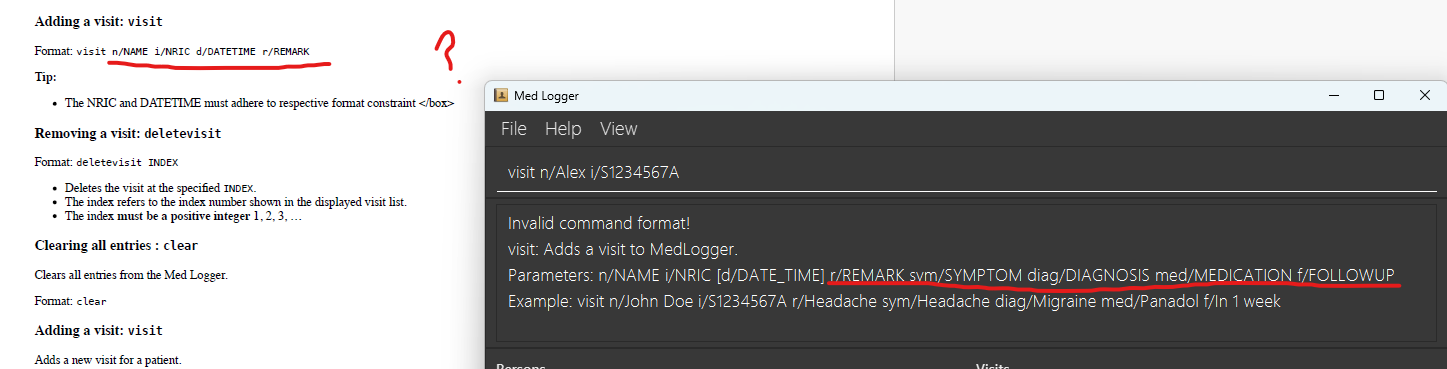 Adding a visit: visit
Format: visit n/NAME i/NRIC d/DATETIME r/REMARK
?
Tip:
• The NRIC and DATETIME must adhere to respective format constraint </box>
Removing a visit: deletevisit
Format: deletevisit INDEX
• Deletes the visit at the specified INDEX.
• The index refers to the index number shown in the displayed visit list.
• The index must be a positive integer 1, 2, 3, …
Clearing all entries : clear
Clears all entries from the Med Logger.
Format: clear
Adding a visit: visit
Adds a new visit for a patient.
Med Logger
File Help View
visit n/Alex i/S1234567A
Invalid command format!
visit: Adds a visit to MedLogger.
Parameters: n/NAME i/NRIC [d/DATE_TIME] r/REMARK sym/SYMPTOM diag/DIAGNOSIS med/MEDICATION f/FOLLOWUP
Example: visit n/John Doe i/S1234567A r/Headache sym/Headache diag/Migraine med/Panadol f/In 1 week
Persons Visits